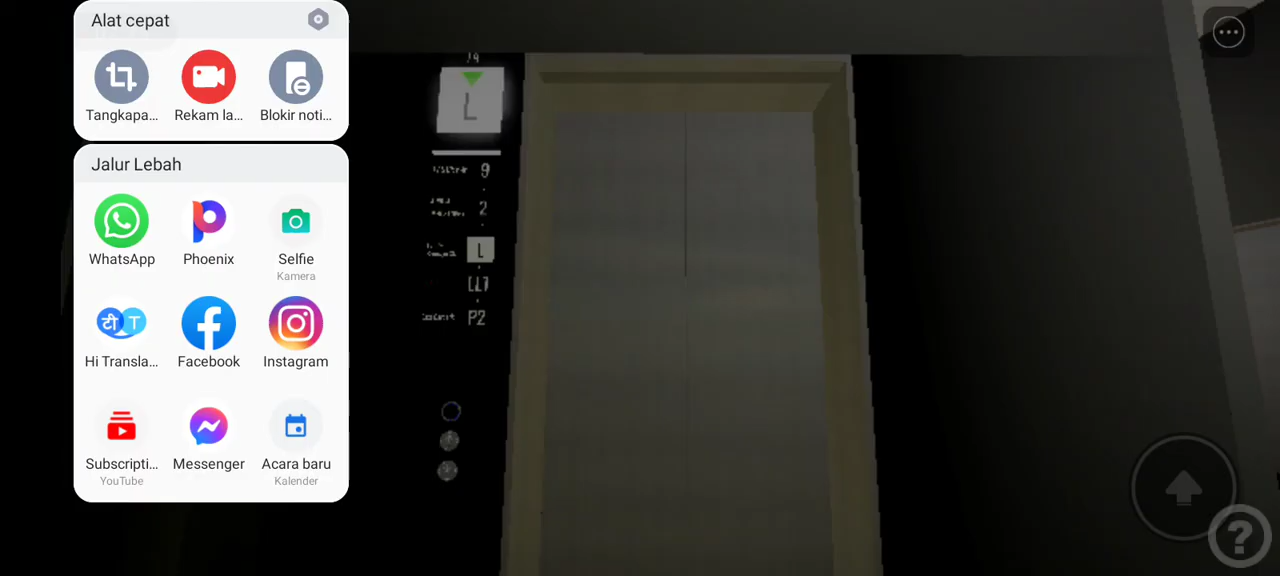 Alat cepat
Tangkapa...
Rekam la...
Blokir noti...
Jalur Lebah
WhatsApp
Phoenix
Selfie
Kamera
टी T
Hi Transla...
Facebook
Instagram
Subscripti...
YouTube
Messenger
Acara baru
Kalender
L
9
2
L
P2
?